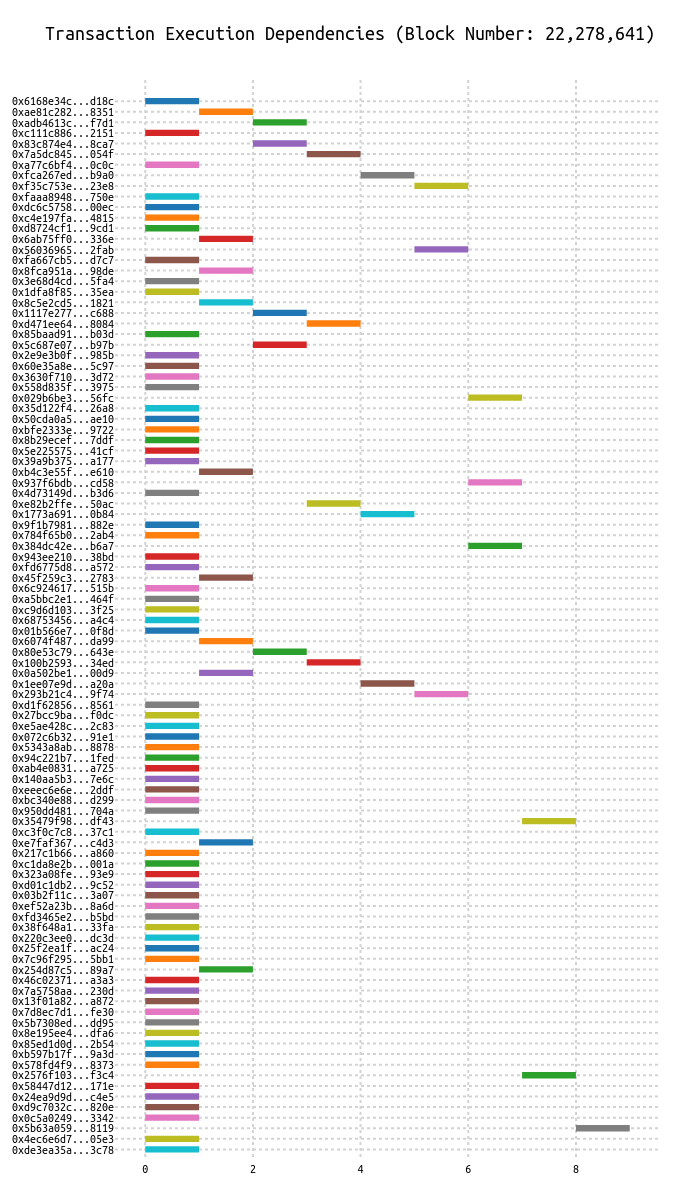 Transaction Execution Dependencies (Block Number: 22,278,641)
0x6168e34c...d18c
0xae81c282...8351
0xadb4613c...f7d1
0xc111c886...2151
0x83c874e4...8ca7
0x7a5dc845...054f
0xa77c6bf4...0c0c
0xfca267ed...b9a0
0xf35c753e...23e8
0xfaaa8948...750e
0xdc6c5758...00ec
0xc4e197fa...4815
0xd8724cf1...9cd1
0x6ab75ff0...336e
0x56036965...2fab
0xfa667cb5...d7c7
0x8fca951a...98de
0x3e68d4cd...5fa4
0x1dfa8f85...35ea
0x8c5e2cd5...1821
0x1117e277...c688
0xd471ee64...8084
0x85baad91...b03d
0x5c687e07...b97b
0x2e9e3b0f...985b
0x60e35a8e...5c97
0x3630f710...3d72
0x558d835f...3975
0x029b6be3...56fc
0x35d122f4...26a8
0x50cda0a5...ae10
0xbfe2333e...9722
0x8b29ecef...7ddf
0x5e225575...41cf
0x39a9b375...a177
0xb4c3e55f...e610
0x937f6bdb...cd58
0x4d73149d...b3d6
0xe82b2ffe...50ac
0x1773a691...0b84
0x9f1b7981...882e
0x784f65b0...2ab4
0x384dc42e...b6a7
0x943ee210...38bd
0xfd6775d8...a572
0x45f259c3...2783
0x6c924617...515b
0xa5bbc2e1...464f
0xc9d6d103...3f25
0x68753456...a4c4
0x01b566e7...0f8d
0x6074f487...da99
0x80e53c79...643e
0x100b2593...34ed
0x0a502be1...00d9
0x1ee07e9d...a20a
0x293b21c4...9f74
0xd1f62856...8561
0x27bcc9ba...f0dc
0xe5ae428c...2c83
0x072c6b32...91e1
0x5343a8ab...8878
0x94c221b7...1fed
0xab4e0831...a725
0x140aa5b3...7e6c
0xeeec6e6e...2ddf
0xbc340e88...d299
0x950dd481...704a
0x35479f98...df43
0xc3f0c7c8...37c1
0xe7faf367...c4d3
0x217c1b66...a860
0xc1da8e2b...001a
0x323a08fe...93e9
0xd01c1db2...9c52
0x03b2f11c...3a07
0xef52a23b...8a6d
0xfd3465e2...b5bd
0x38f648a1...33fa
0x220c3ee0...dc3d
0x25f2ea1f...ac24
0x7c96f295...5bb1
0x254d87c5...89a7
0x46c02371...a3a3
0x7a5758aa...230d
0x13f01a82...a872
0x7d8ec7d1...fe30
0x5b7308ed...dd95
0x8e195ee4...dfa6
0x85ed1d0d...2b54
0xb597b17f...9a3d
0x578fd4f9...8373
0x2576f103...f3c4
0x58447d12...171e
0x24ea9d9d...c4e5
0xd9c7032c...820e
0x0c5a0249...3342
0x5b63a059...8119
0x4ec6e6d7...05e3
0xde3ea35a...3c78
0 2 4 6 8